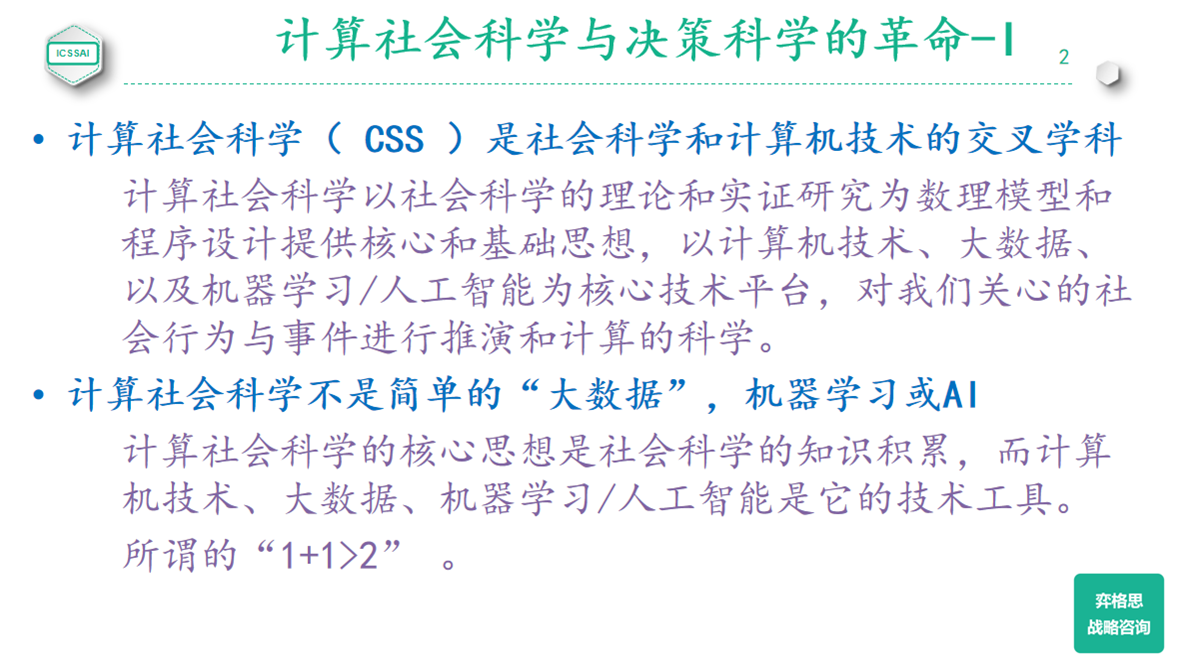 ICSSAI
计算社会科学与决策科学的革命-I
2
• 计算社会科学（ CSS ）是社会科学和计算机技术的交叉学科
计算社会科学以社会科学的理论和实证研究为数理模型和
程序设计提供核心和基础思想，以计算机技术、大数据、
以及机器学习/人工智能为核心技术平台，对我们关心的社
会行为与事件进行推演和计算的科学。
• 计算社会科学不是简单的“大数据”，机器学习或AI
计算社会科学的核心思想是社会科学的知识积累，而计算
机技术、大数据、机器学习/人工智能是它的技术工具。
所谓的“1+1>2” 。
弈格思
战略咨询